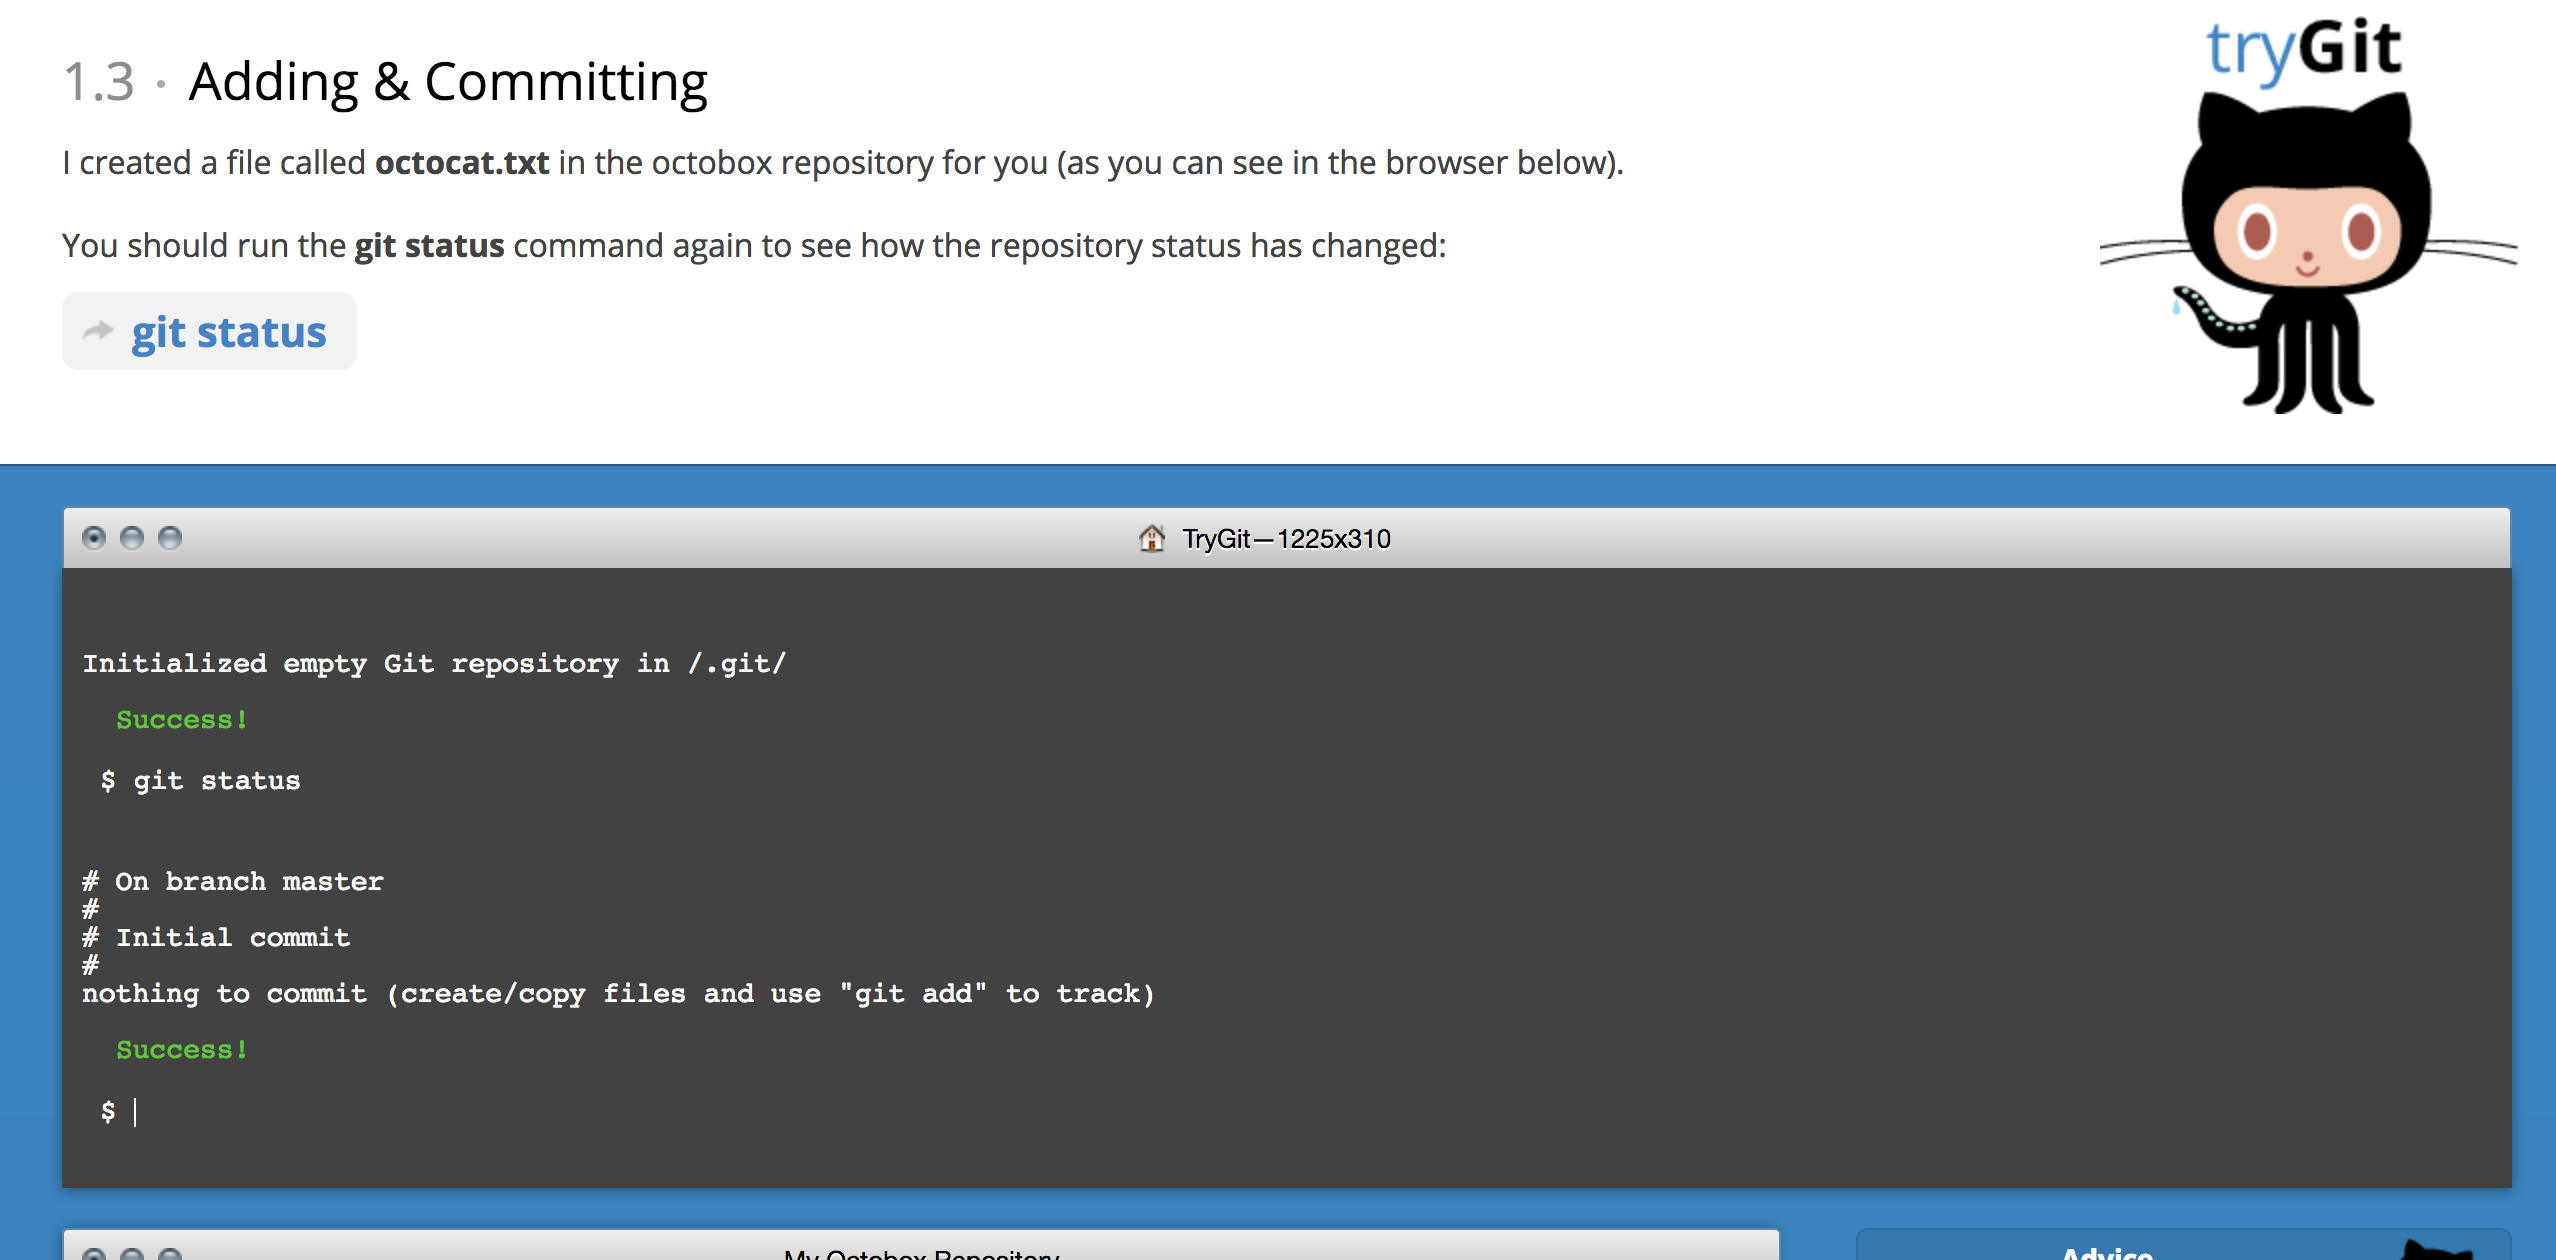 tryGit
1.3 · Adding & Committing
I created a file called octocat.txt in the octobox repository for you (as you can see in the browser below).
You should run the git status command again to see how the repository status has changed:
git status
TryGit—1225x310
Initialized empty Git repository in /.git/
Success!
$ git status
# On branch master
#
# Initial commit
#
nothing to commit (create/copy files and use "git add" to track)
Success!
$
My Octobox Repository
Advice